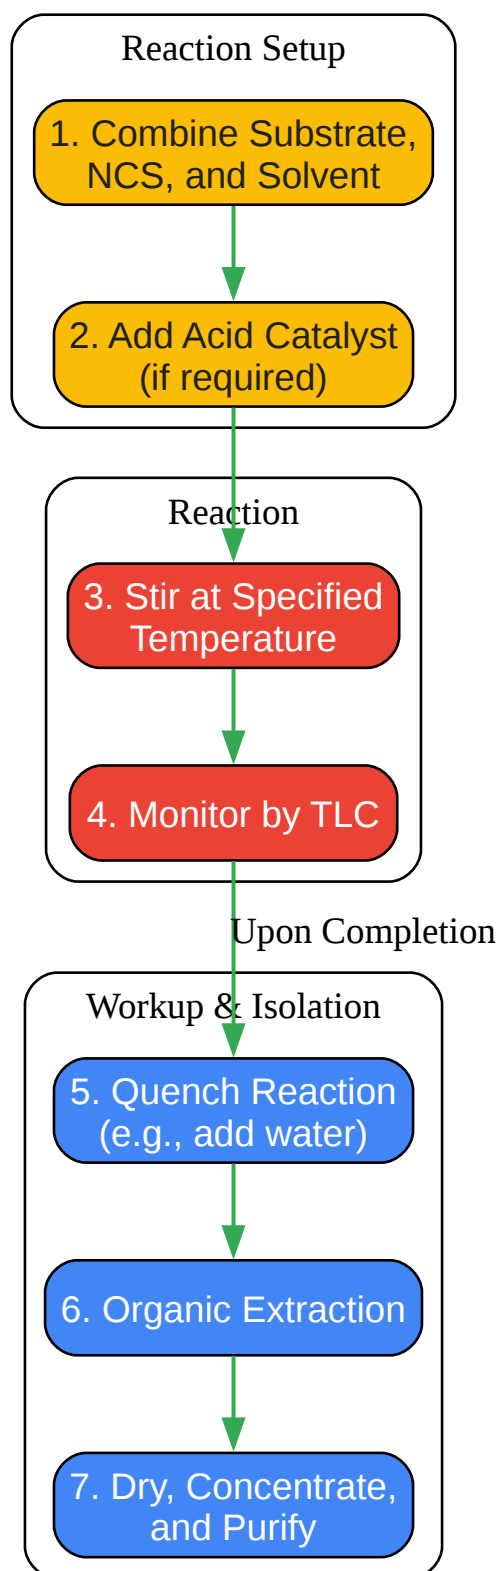 Reaction Setup
1. Combine Substrate,
NCS, and Solvent
2. Add Acid Catalyst
(if required)
Reaction
3. Stir at Specified
Temperature
4. Monitor by TLC
Upon Completion
Workup & Isolation
5. Quench Reaction
(e.g., add water)
6. Organic Extraction
7. Dry, Concentrate,
and Purify